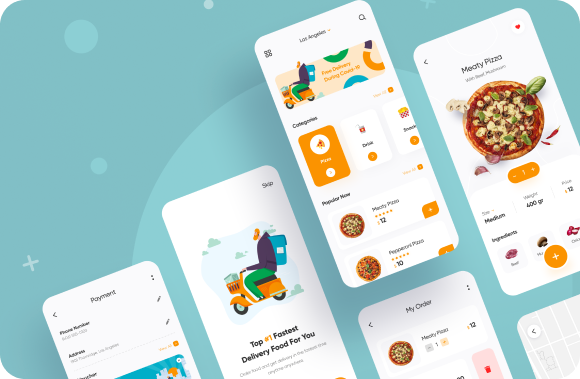 Los Angeles
Free Delivery
During Covid-19
Categories
Pizza
Drink
Popular Now
Meaty Pizza
12
Pepperoni Pizza
10
Meaty Pizza
With Beef Mushroom
1
Size
Medium
Weight
400 gr
Price
12
Ingredients
Beef
Skip
Top #1 Fastest
Delivery Food For You
Order food and get delivery in the fastest time
anytime anywhere.
Payment
Phone Number
Address
My Order
Meaty Pizza
1
12